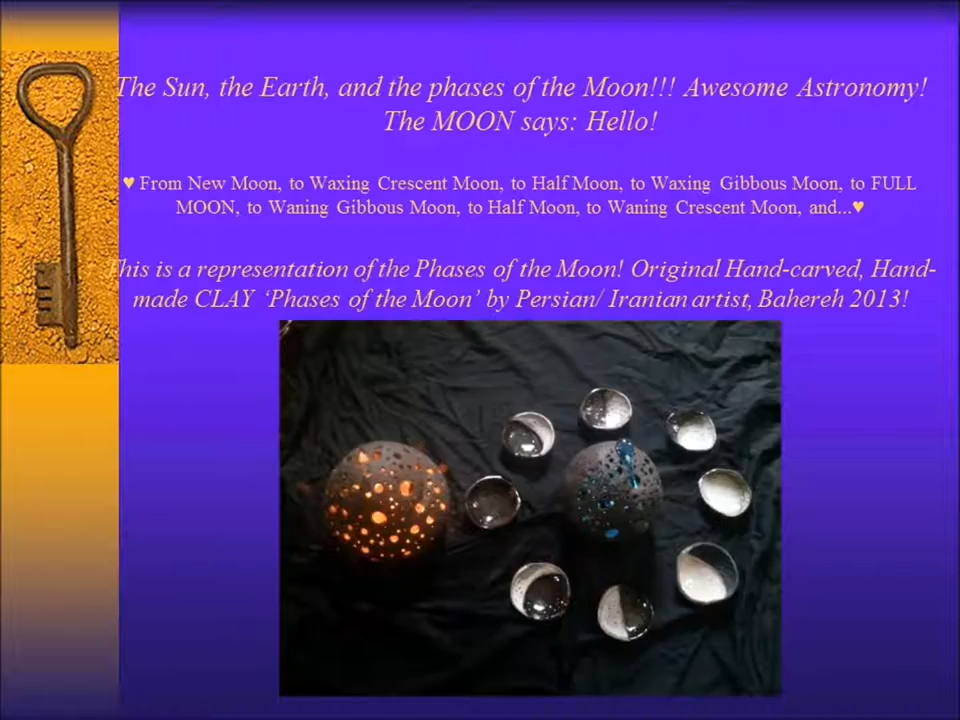 The Sun, the Earth, and the phases of the Moon!!! Awesome Astronomy!
The MOON says: Hello!
♥ From New Moon, to Waxing Crescent Moon, to Half Moon, to Waxing Gibbous Moon, to FULL
MOON, to Waning Gibbous Moon, to Half Moon, to Waning Crescent Moon, and...♥
This is a representation of the Phases of the Moon! Original Hand-carved, Hand-
made CLAY ‘Phases of the Moon’ by Persian/ Iranian artist, Bahereh 2013!